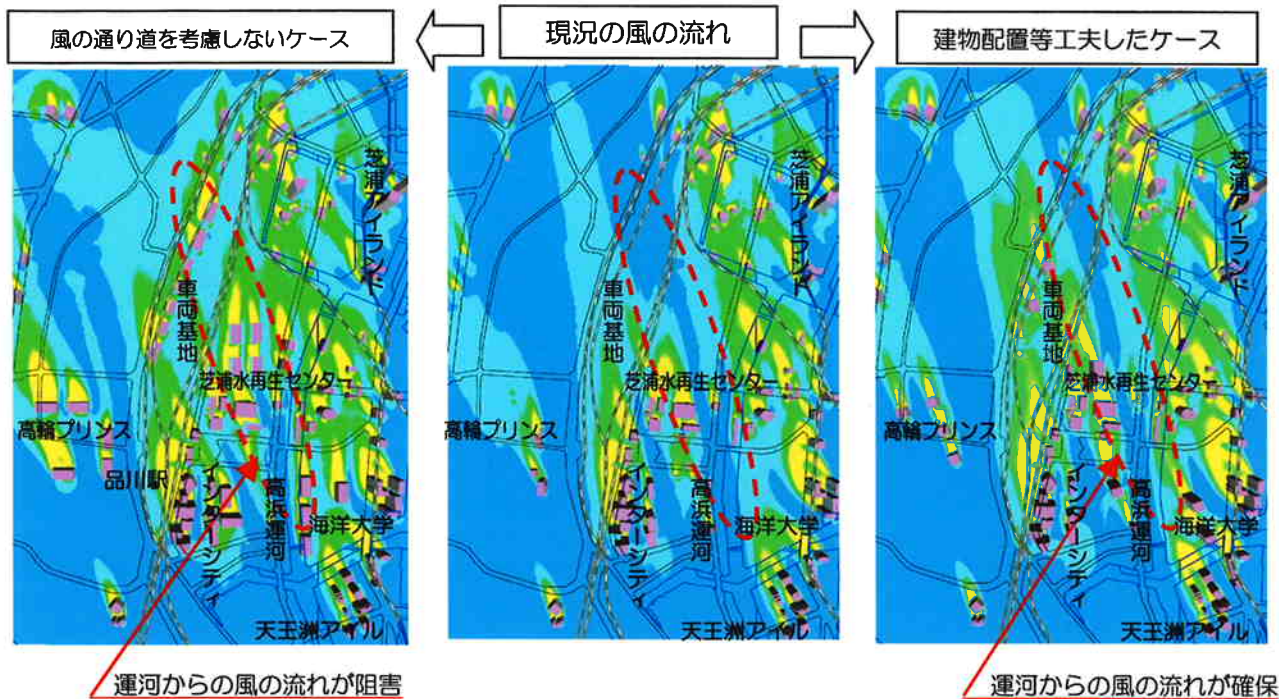 風の通り道を考慮しないケース
現況の風の流れ
建物配置等工夫したケース
芝浦アイランド
車両基地
芝浦水再生センター
高輪プリンス
品川駅
インターシティ
高浜運河
海洋大学
天王洲アイル
運河からの風の流れが阻害
芝浦アイランド
車両基地
芝浦水再生センター
高輪プリンス
インターシティ
高浜運河
海洋大学
天王洲アイル
芝浦アイランド
車両基地
芝浦水再生センター
高輪プリンス
インターシティ
高浜運河
海洋大学
天王洲アイル
運河からの風の流れが確保